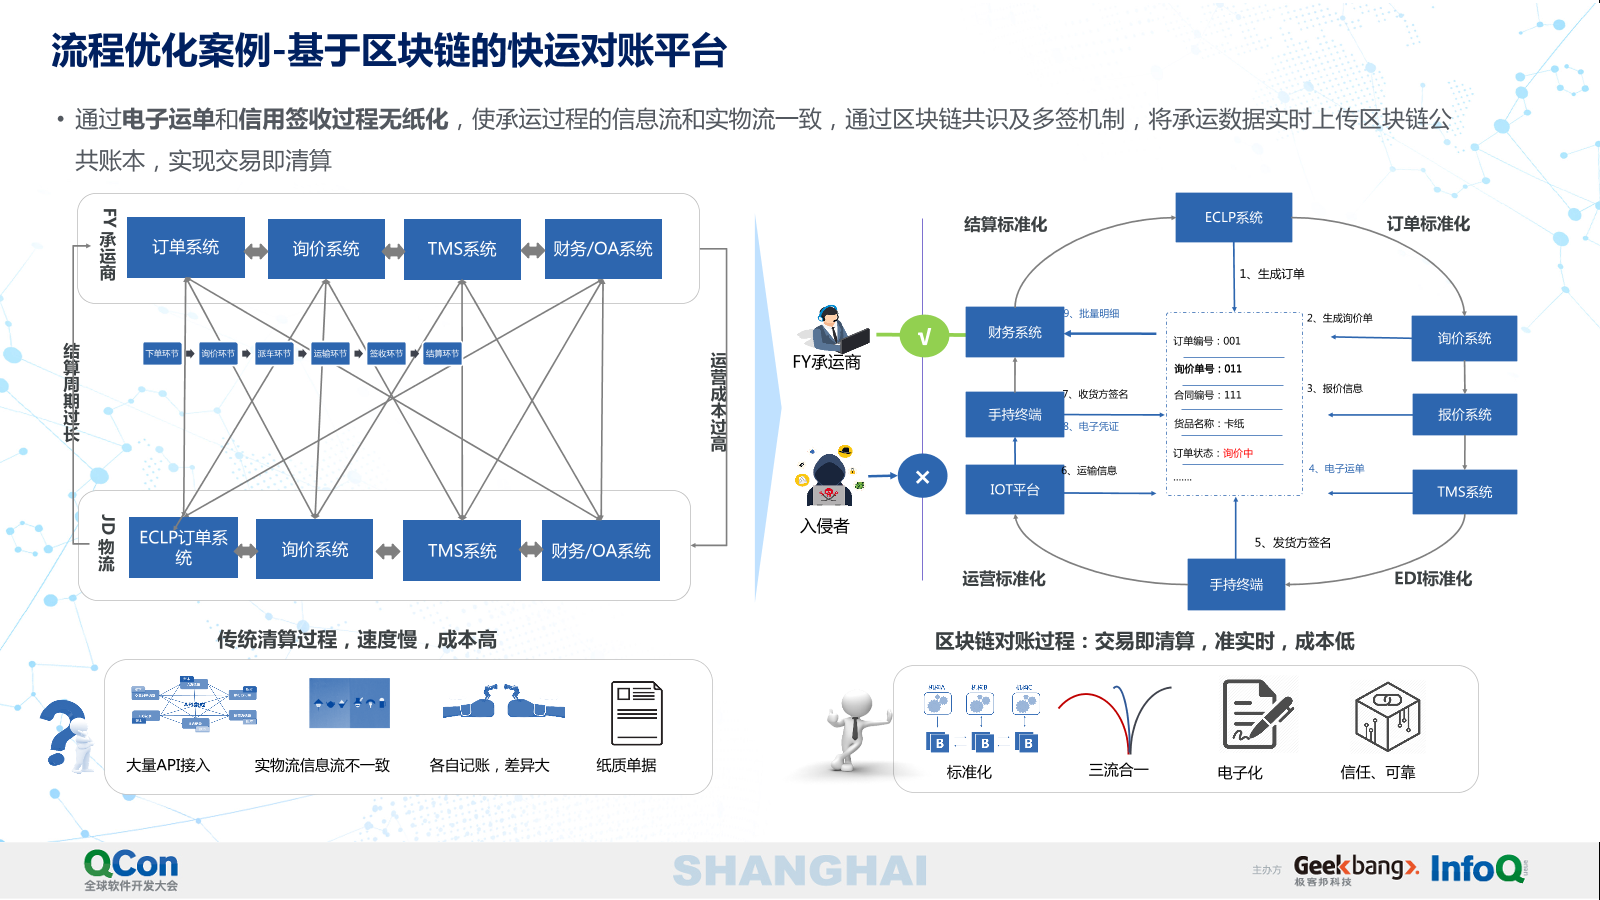 流程优化案例-基于区块链的快运对账平台
• 通过电子运单和信用签收过程无纸化，使承运过程的信息流和实物流一致，通过区块链共识及多签机制，将承运数据实时上传区块链公
共账本，实现交易即清算
FY 承运商
订单系统
询价系统
TMS系统
财务/OA系统
结算周期过长
下单环节
询价环节
派车环节
运输环节
签收环节
结算环节
运营成本过高
JD 物流
ECLP订单系
统
询价系统
TMS系统
财务/OA系统
传统清算过程，速度慢，成本高
大量API接入
实物流信息流不一致
各自记账，差异大
纸质单据
FY承运商
√
入侵者
×
结算标准化
ECLP系统
订单标准化
1、生成订单
财务系统
9、批量明细
2、生成询价单
询价系统
订单编号：001
询价单号：011
合同编号：111
货品名称：卡纸
订单状态：询价中
.......
手持终端
7、收货方签名
8、电子凭证
3、报价信息
报价系统
IOT平台
6、运输信息
4、电子运单
TMS系统
5、发货方签名
运营标准化
手持终端
EDI标准化
区块链对账过程：交易即清算，准实时，成本低
B
B
B
标准化
三流合一
电子化
信任、可靠
QCon
全球软件开发大会
SHANGHAI
主办方
Geekbang>.
极客邦科技
InfoQ